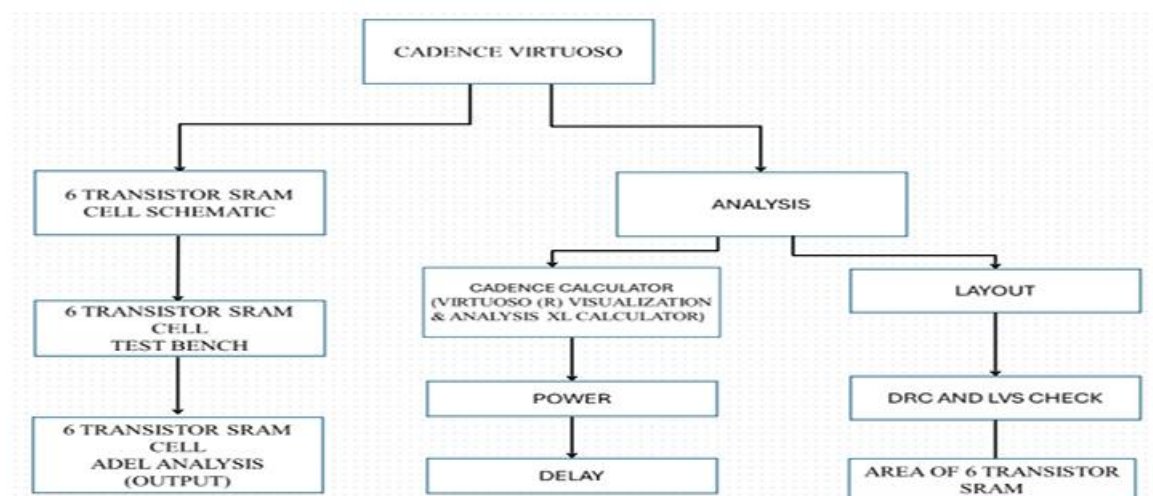 CADENCE VIRTUOSO
6 TRANSISTOR SRAM
CELL SCHEMATIC
ANALYSIS
6 TRANSISTOR SRAM
CELL
TEST BENCH
CADENCE CALCULATOR
(VIRTUOSO (R) VISUALIZATION
& ANALYSIS XL CALCULATOR)
LAYOUT
POWER
DRC AND LVS CHECK
6 TRANSISTOR SRAM
CELL
ADEL ANALYSIS
(OUTPUT)
DELAY
AREA OF 6 TRANSISTOR
SRAM